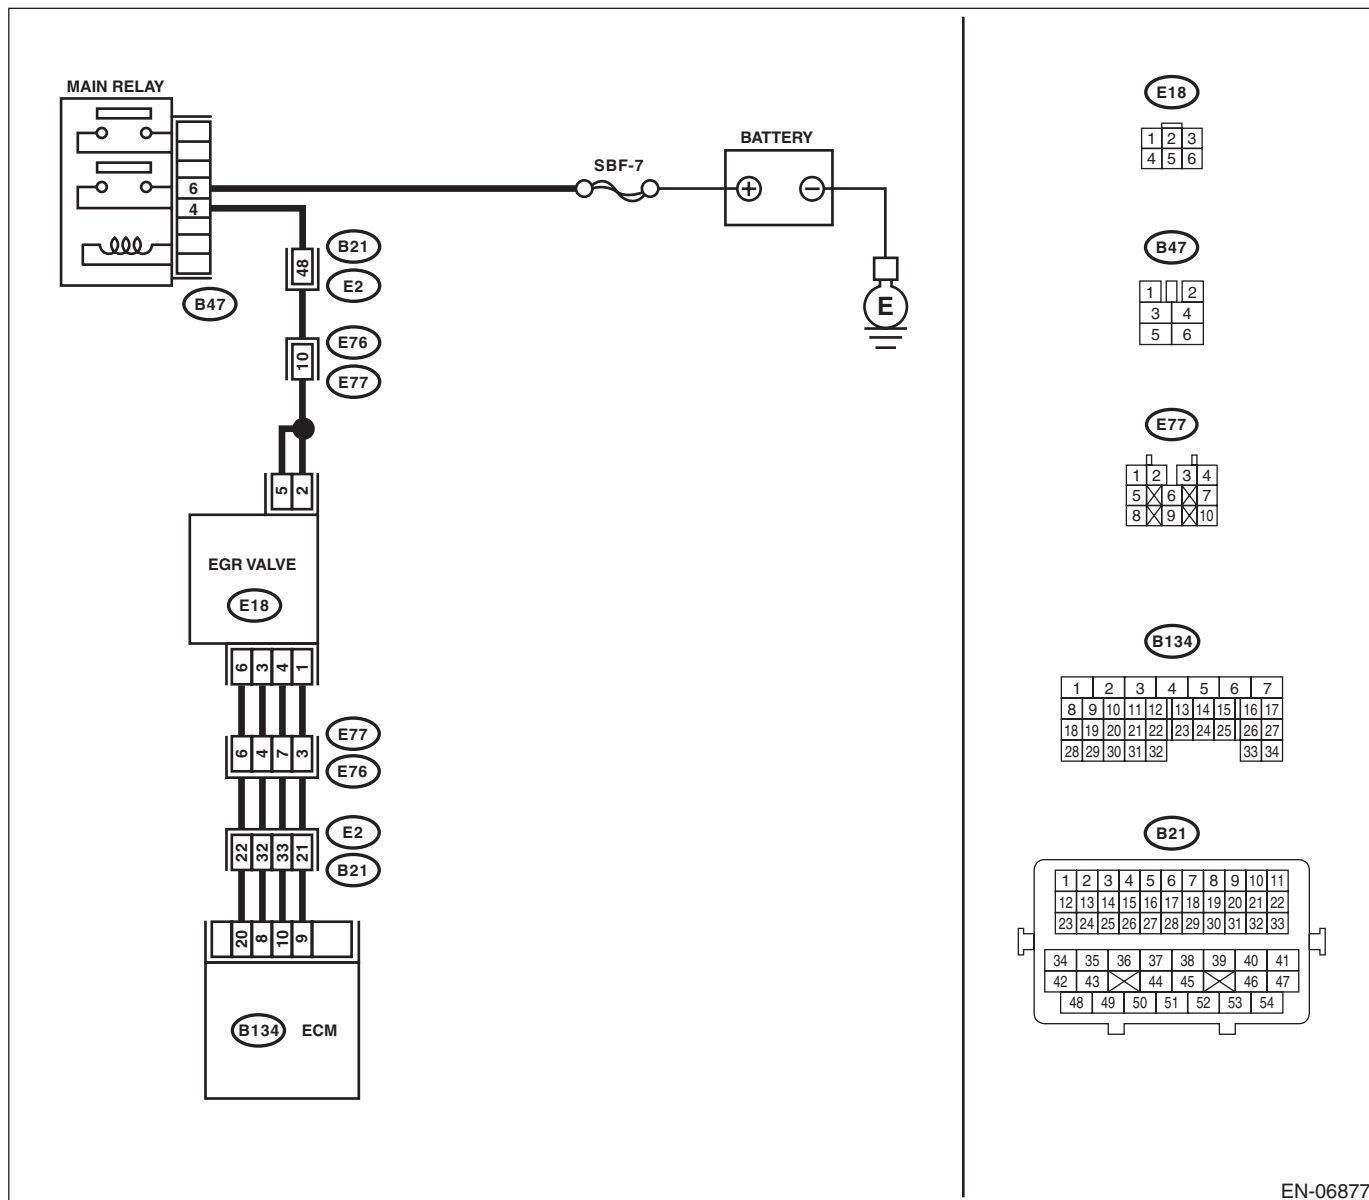 MAIN RELAY
6
4
B47
SBF-7
BATTERY
+
−
E
48
B21
E2
10
E76
E77
5 2
EGR VALVE
E18
6 3 4 1
6 4 7 3
E77
E76
22 32 33 21
E2
B21
20 8 10 9
B134 ECM
E18
1 2 3
4 5 6
B47
1 2
3 4
5 6
E77
1 2 3 4
5 6 7
8 9 10
B134
1 2 3 4 5 6 7
8 9 10 11 12 13 14 15 16 17
18 19 20 21 22 23 24 25 26 27
28 29 30 31 32 33 34
B21
1 2 3 4 5 6 7 8 9 10 11
12 13 14 15 16 17 18 19 20 21 22
23 24 25 26 27 28 29 30 31 32 33
34 35 36 37 38 39 40 41
42 43 44 45 46 47
48 49 50 51 52 53 54
EN-06877